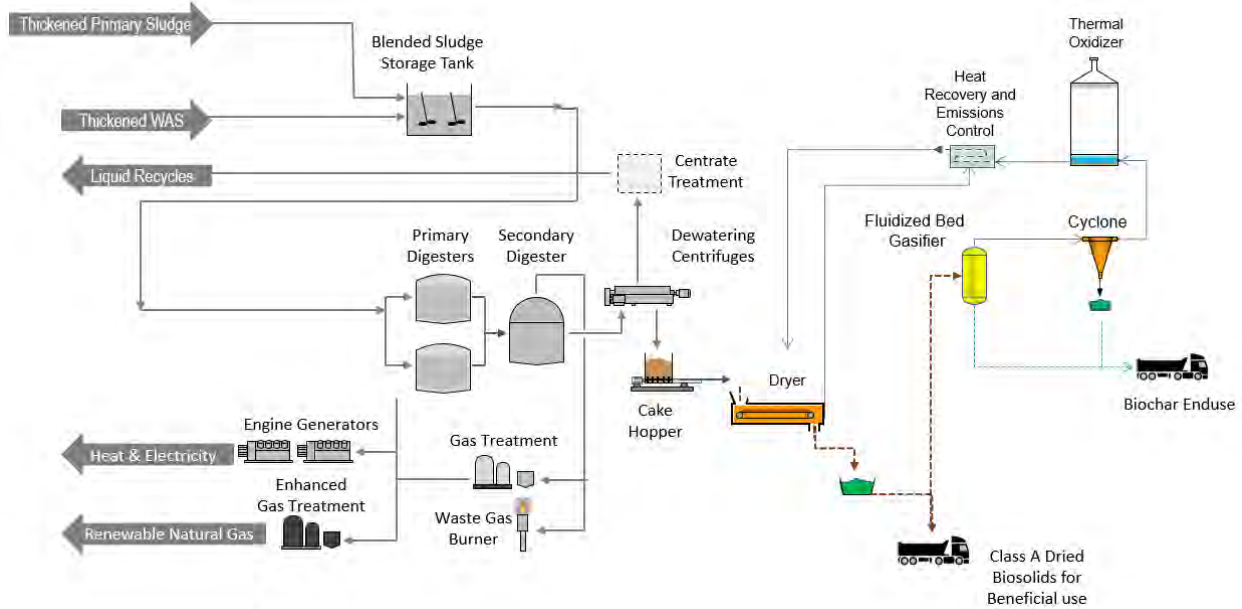 Thickened Primary Sludge
Blended Sludge
Storage Tank
Thickened WAS
Liquid Recycles
Centrate
Treatment
Thermal
Oxidizer
Heat
Recovery and
Emissions
Control
Primary
Digesters
Secondary
Digester
Dewatering
Centrifuges
Fluidized Bed
Gasifier
Cyclone
Cake
Hopper
Dryer
Biochar Enduse
Engine Generators
Heat & Electricity
Gas Treatment
Enhanced
Gas Treatment
Renewable Natural Gas
Waste Gas
Burner
Class A Dried
Biosolids for
Beneficial use